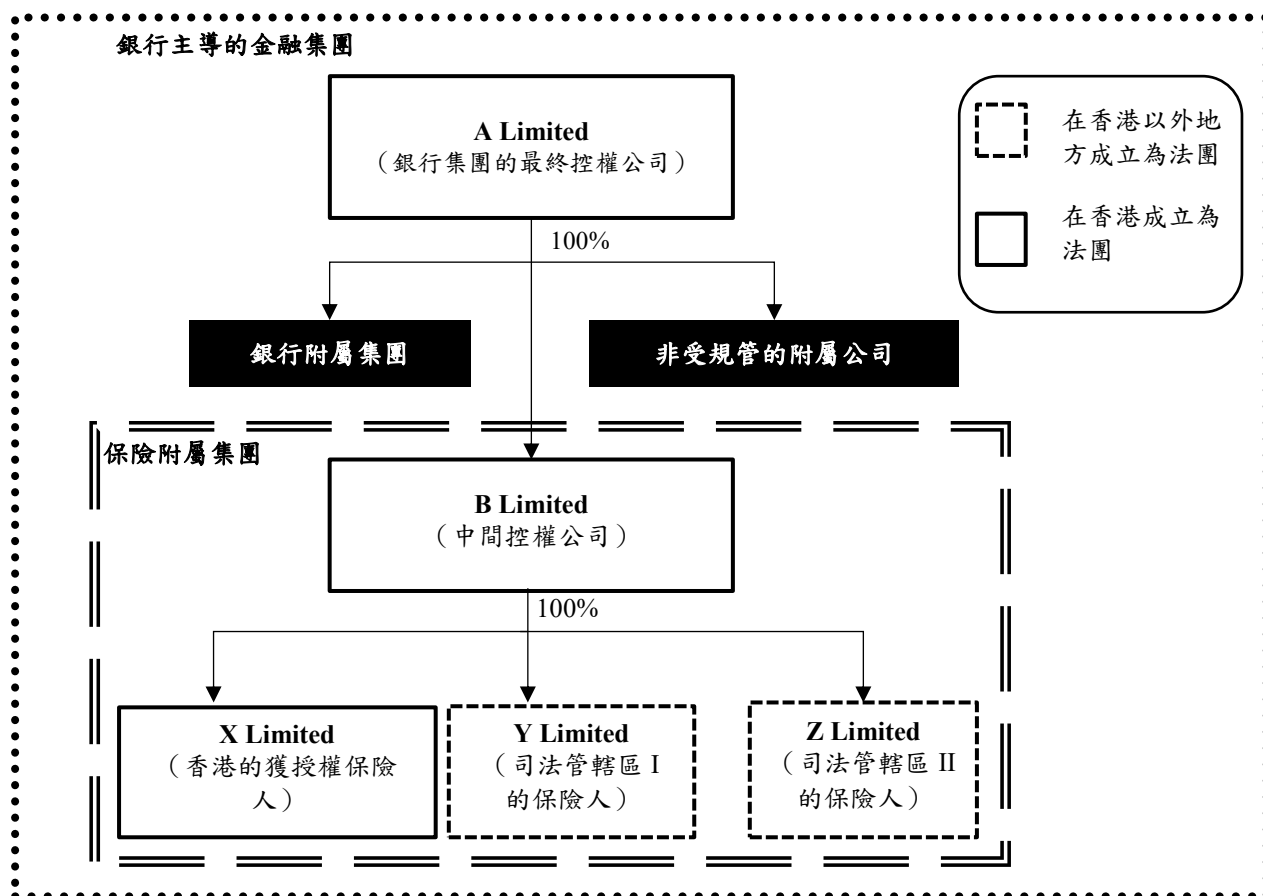 銀行主導的金融集團
A Limited
（銀行集團的最終控權公司）
在香港以外地
方成立為法團
在香港成立為
法團
100%
銀行附屬集團
非受規管的附屬公司
保險附屬集團
B Limited
（中間控權公司）
100%
X Limited
（香港的獲授權保險
人）
Y Limited
（司法管轄區 I
的保險人）
Z Limited
（司法管轄區 II
的保險人）